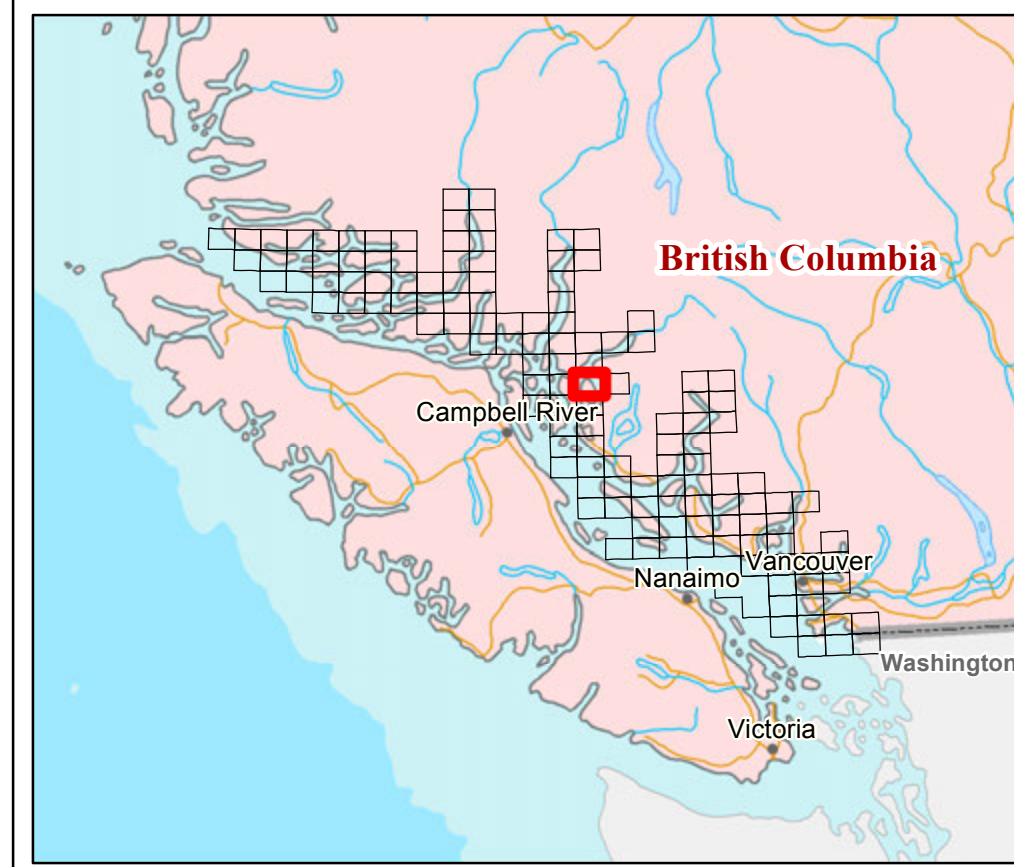 British Columbia
Campbell River
Vancouver
Nanaimo
Washington
Victoria